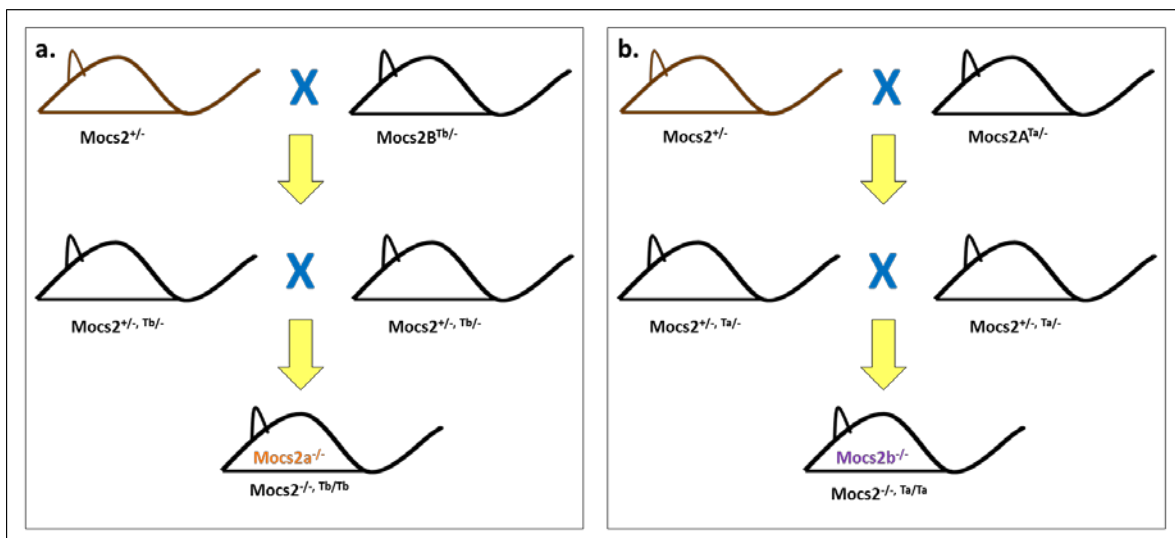 a.
X
Mocs2+/-
Mocs2BTb/-
X
Mocs2+/-, Tb/-
Mocs2+/-, Tb/-
Mocs2a-/-
Mocs2-/-, Tb/Tb
b.
X
Mocs2+/-
Mocs2ATa/-
X
Mocs2+/-, Ta/-
Mocs2+/-, Ta/-
Mocs2b-/-
Mocs2-/-, Ta/Ta